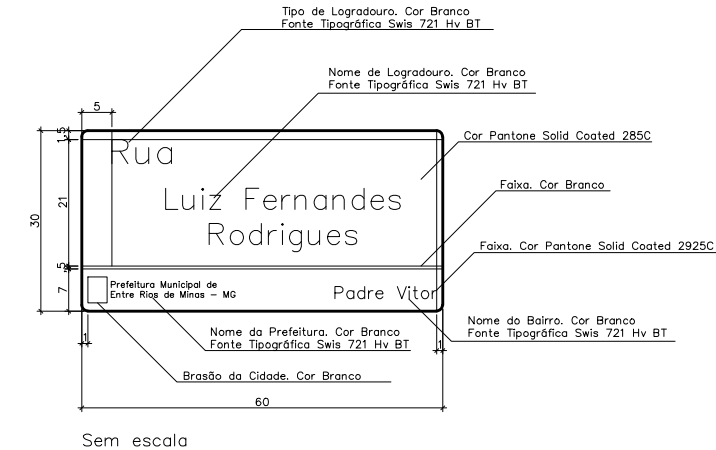 Tipo de Logradouro. Cor Branco
Fonte Tipográfica Swis 721 Hv BT
Nome de Logradouro. Cor Branco
Fonte Tipográfica Swis 721 Hv BT
5
1,5
Rua
Cor Pantone Solid Coated 285C
21
30
Luiz Fernandes
Rodrigues
Faixa. Cor Branco
Faixa. Cor Pantone Solid Coated 2925C
,5
7
Prefeitura Municipal de
Entre Rios de Minas - MG
Padre Vitor
1
1
Nome da Prefeitura. Cor Branco
Fonte Tipográfica Swis 721 Hv BT
Nome do Bairro. Cor Branco
Fonte Tipográfica Swis 721 Hv BT
Brasão da Cidade. Cor Branco
60
Sem escala